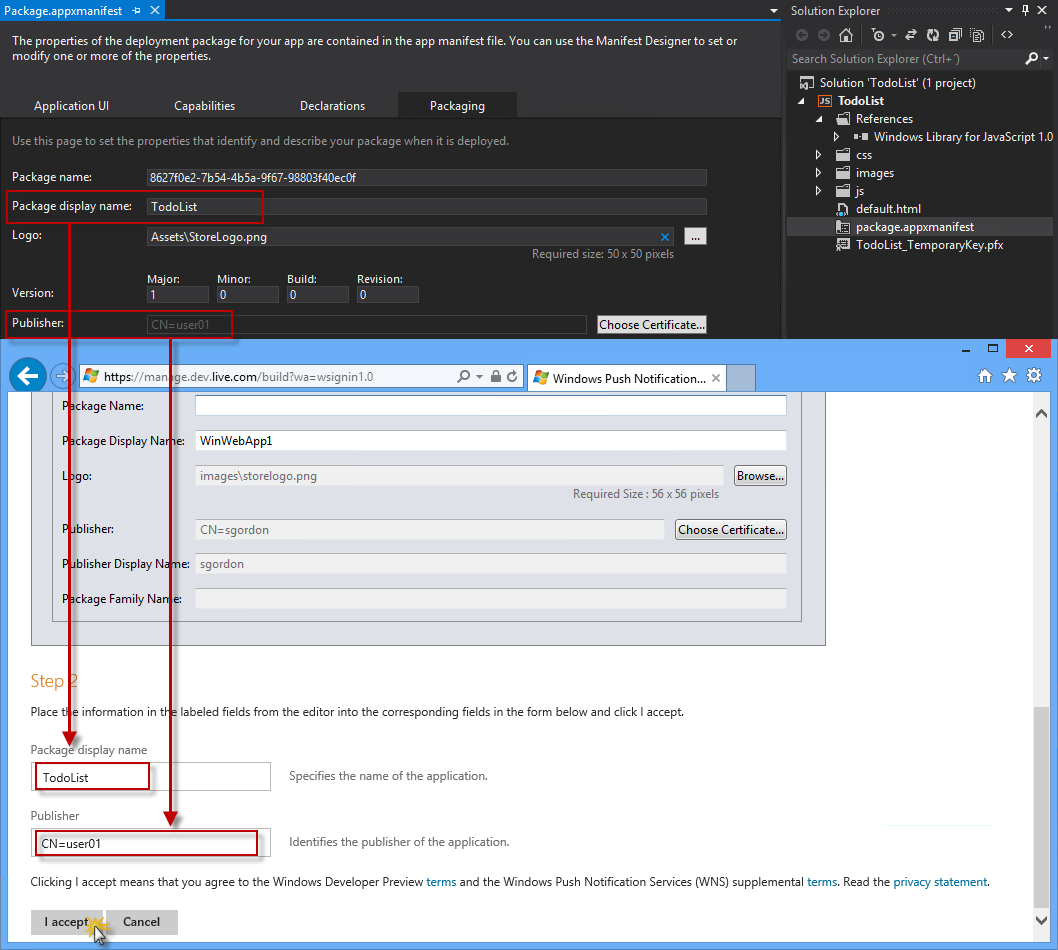 Package.appxmanifest
The properties of the deployment package for your app are contained in the app manifest file. You can use the Manifest Designer to set or
modify one or more of the properties.
Application UI Capabilities Declarations Packaging
Use this page to set the properties that identify and describe your package when it is deployed.
Package name: 8627f0e2-7b54-4b5a-9f67-98803f40ec0f
Package display name: TodoList
Logo: Assets\StoreLogo.png ...
Required size: 50 x 50 pixels
Major: Minor: Build: Revision:
Version: 1 0 0 0
Publisher: CN=user01 Choose Certificate...
Solution Explorer
Search Solution Explorer (Ctrl+´)
Solution 'TodoList' (1 project)
JS TodoList
References
Windows Library for JavaScript 1.0
css
images
js
default.html
package.appxmanifest
TodoList_TemporaryKey.pfx
https://manage.dev.live.com/build?wa=wsignin1.0 Windows Push Notification...
Package Name:
Package Display Name: WinWebApp1
Logo: images\storelogo.png Browse...
Required Size : 56 x 56 pixels
Publisher: CN=sgordon Choose Certificate...
Publisher Display Name: sgordon
Package Family Name:
Step 2
Place the information in the labeled fields from the editor into the corresponding fields in the form below and click I accept.
Package display name
TodoList Specifies the name of the application.
Publisher
CN=user01 Identifies the publisher of the application.
Clicking I accept means that you agree to the Windows Developer Preview terms and the Windows Push Notification Services (WNS) supplemental terms. Read the privacy statement.
I accept Cancel